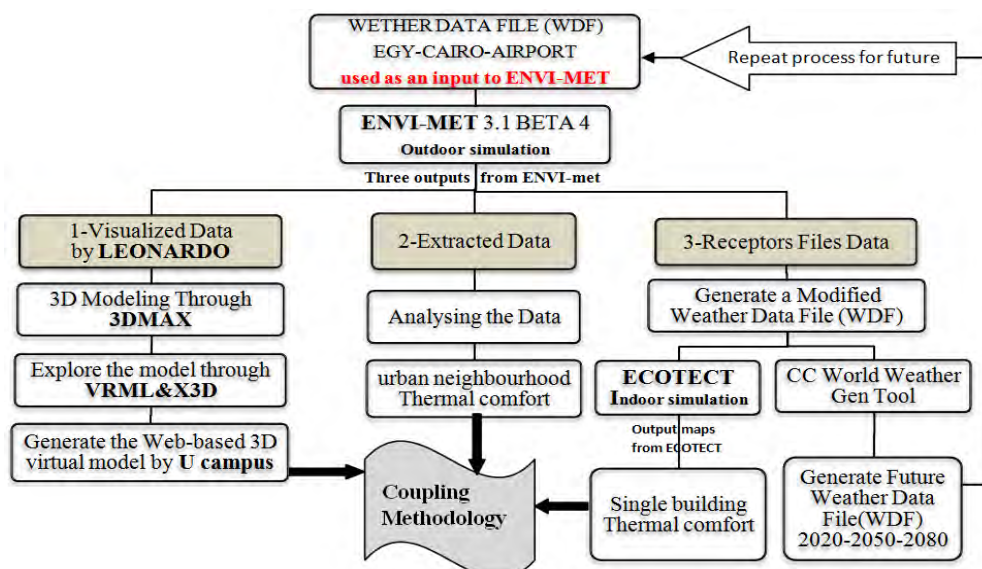 WETHER DATA FILE (WDF)
EGY-CAIRO-AIRPORT
used as an input to ENVI-MET
Repeat process for future
ENVI-MET 3.1 BETA 4
Outdoor simulation
Three outputs from ENVI-met
1-Visualized Data
by LEONARDO
2-Extracted Data
3-Receptors Files Data
3D Modeling Through
3DMAX
Analysing the Data
Generate a Modified
Weather Data File (WDF)
Explore the model through
VRML&X3D
urban neighbourhood
Thermal comfort
ECOTECT
Indoor simulation
CC World Weather
Gen Tool
Output maps
from ECOTECT
Generate the Web-based 3D
virtual model by U campus
Coupling
Methodology
Single building
Thermal comfort
Generate Future
Weather Data
File(WDF)
2020-2050-2080